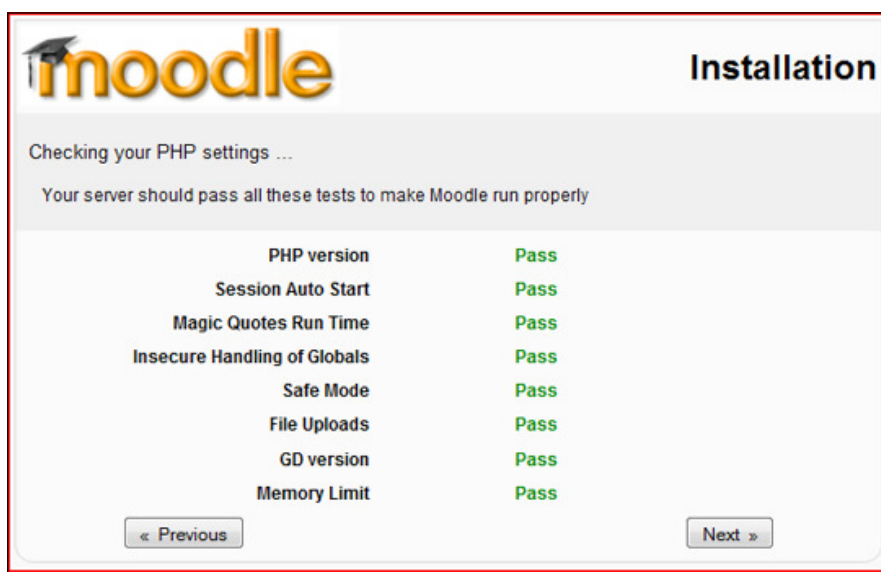 moodle
Installation
Checking your PHP settings ...
Your server should pass all these tests to make Moodle run properly
PHP version Pass
Session Auto Start Pass
Magic Quotes Run Time Pass
Insecure Handling of Globals Pass
Safe Mode Pass
File Uploads Pass
GD version Pass
Memory Limit Pass
« Previous Next »